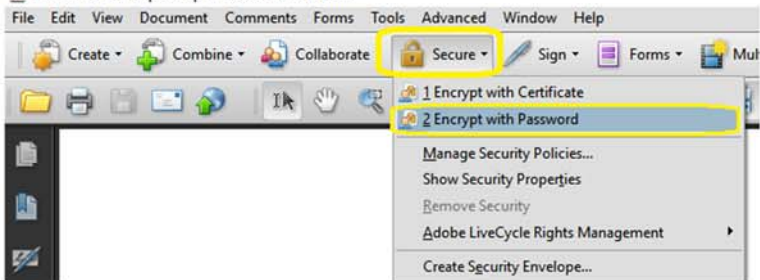 File Edit View Document Comments Forms Tools Advanced Window Help
Create Combine Collaborate Secure Sign Forms Mul
1 Encrypt with Certificate
2 Encrypt with Password
Manage Security Policies...
Show Security Properties
Remove Security
Adobe LiveCycle Rights Management
Create Security Envelope...